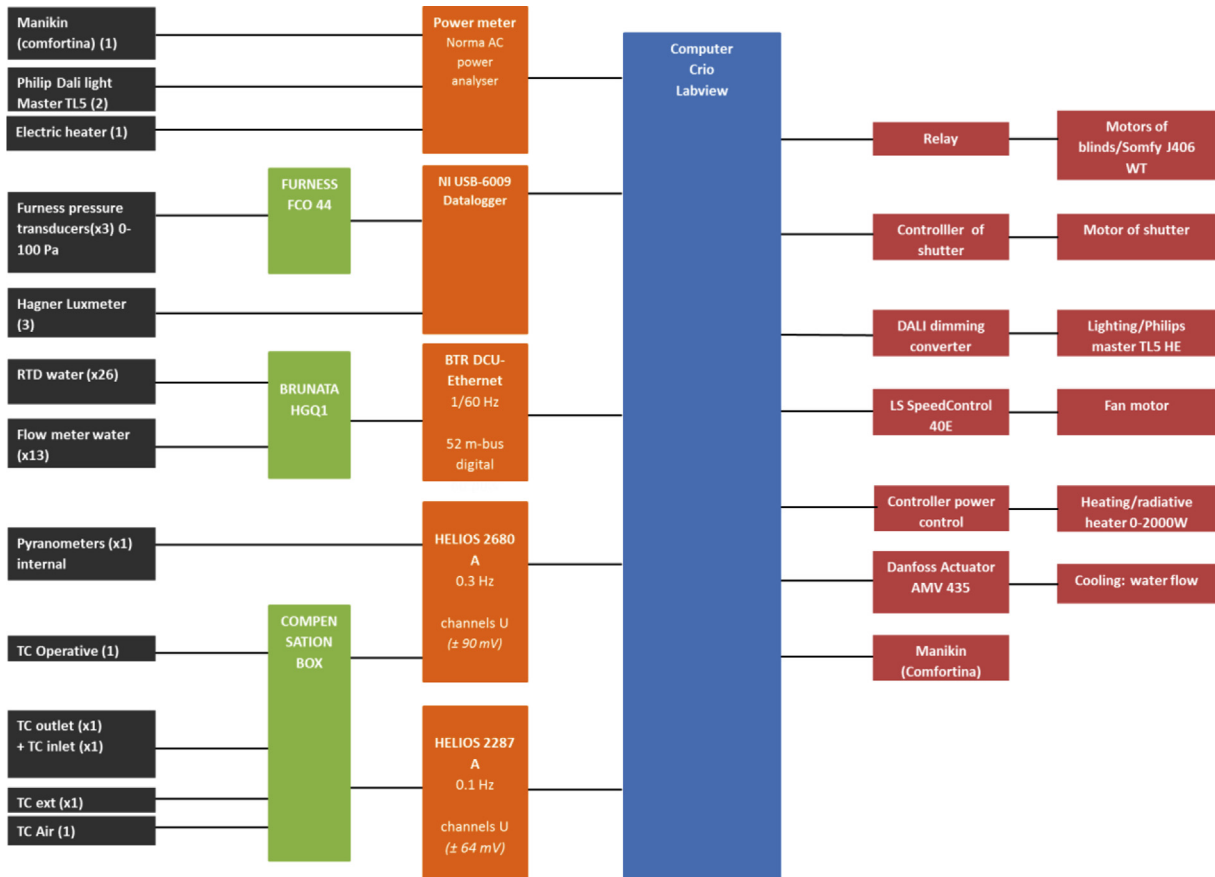 Manikin
(comfortina) (1)
Philip Dali light
Master TL5 (2)
Electric heater (1)
Furness pressure
transducers(x3) 0-
100 Pa
Hagner Luxmeter
(3)
RTD water (x26)
Flow meter water
(x13)
Pyranometers (x1)
internal
TC Operative (1)
TC outlet (x1)
+ TC inlet (x1)
TC ext (x1)
TC Air (1)
FURNESS
FCO 44
BRUNATA
HGQ1
COMPEN
SATION
BOX
Power meter
Norma AC
power
analyser
NI USB-6009
Datalogger
BTR DCU-
Ethernet
1/60 Hz
52 m-bus
digital
HELIOS 2680
A
0.3 Hz
channels U
(± 90 mV)
HELIOS 2287
A
0.1 Hz
channels U
(± 64 mV)
Computer
Crio
Labview
Relay
Controlller of
shutter
DALI dimming
converter
LS SpeedControl
40E
Controller power
control
Danfoss Actuator
AMV 435
Manikin
(Comfortina)
Motors of
blinds/Somfy J406
WT
Motor of shutter
Lighting/Philips
master TL5 HE
Fan motor
Heating/radiative
heater 0-2000W
Cooling: water flow